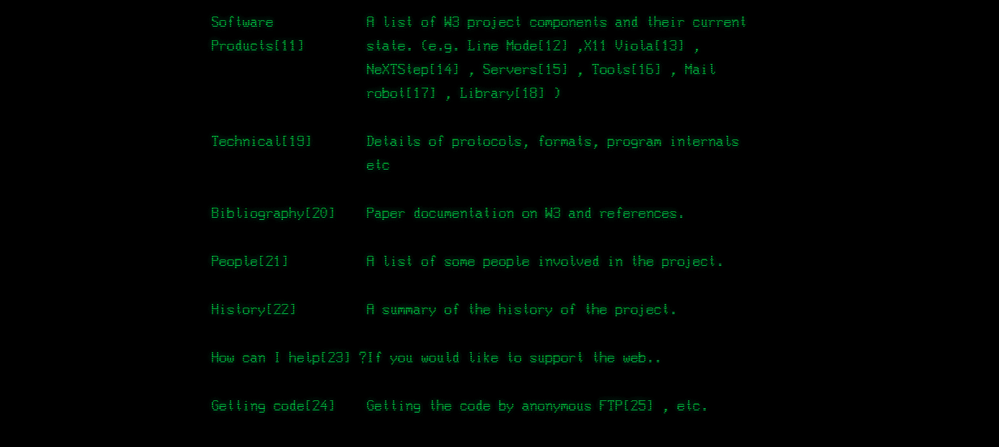 Software            A list of W3 project components and their current
Products[11]        state. (e.g. Line Mode[12] ,X11 Viola[13] ,
                    NeXTStep[14] , Servers[15] , Tools[16] , Mail
                    robot[17] , Library[18] )
Technical[19]       Details of protocols, formats, program internals
                    etc
Bibliography[20]    Paper documentation on W3 and references.
People[21]          A list of some people involved in the project.
History[22]         A summary of the history of the project.
How can I help[23] ?If you would like to support the web..
Getting code[24]    Getting the code by anonymous FTP[25] , etc.